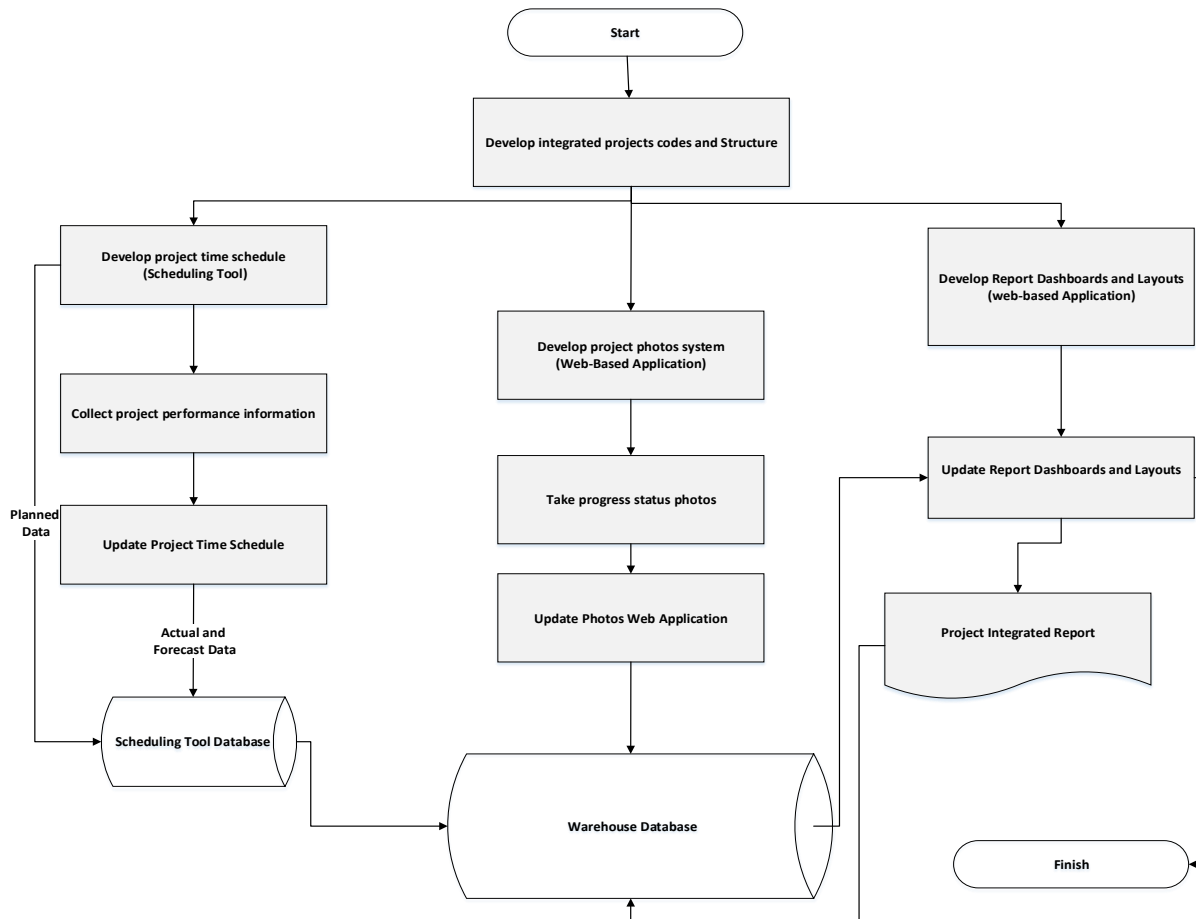 Start
Develop integrated projects codes and Structure
Develop project time schedule
(Scheduling Tool)
Develop Report Dashboards and Layouts
(web-based Application)
Develop project photos system
(Web-Based Application)
Collect project performance information
Update Report Dashboards and Layouts
Take progress status photos
Planned
Data
Update Project Time Schedule
Update Photos Web Application
Actual and
Forecast Data
Project Integrated Report
Scheduling Tool Database
Warehouse Database
Finish